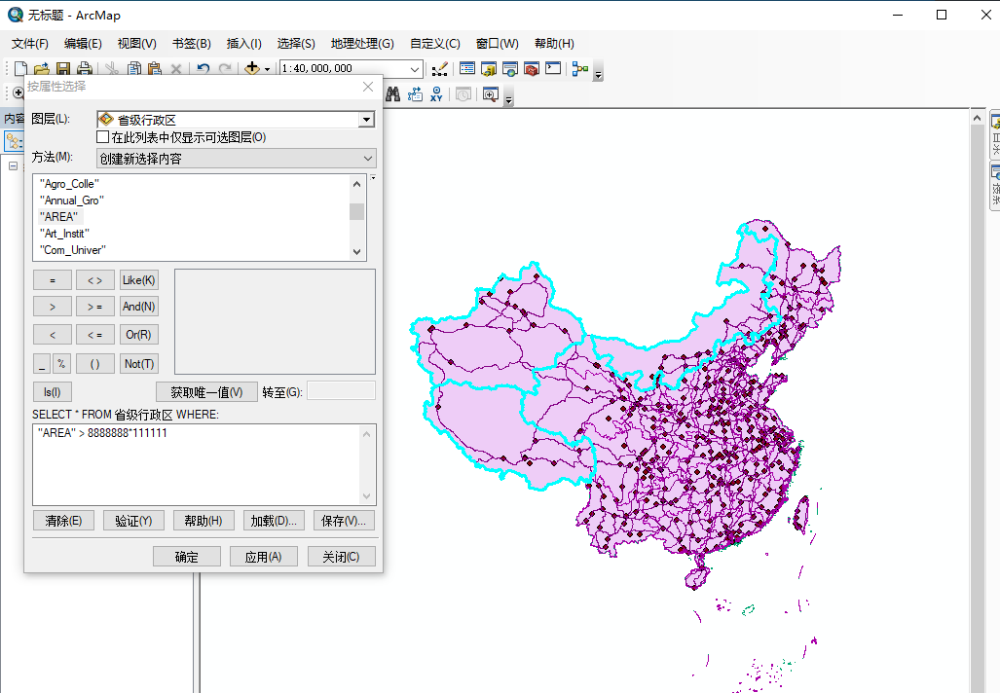 无标题 - ArcMap
文件(F) 编辑(E) 视图(V) 书签(B) 插入(I) 选择(S) 地理处理(G) 自定义(C) 窗口(W) 帮助(H)
1:40,000,000
按属性选择
XY
内容
图层(L): 省级行政区
在此列表中仅显示可选图层(O)
方法(M): 创建新选择内容
"Agro_Colle"
"Annual_Gro"
"AREA"
"Art_Instit"
"Com_Univer"
= < > Like(K)
> > = And(N)
< < = Or(R)
_ % ( ) Not(T)
Is(I) 获取唯一值(V) 转至(G):
SELECT * FROM 省级行政区 WHERE:
"AREA" > 8888888*111111
清除(E) 验证(Y) 帮助(H) 加载(D)... 保存(V)...
确定 应用(A) 关闭(C)